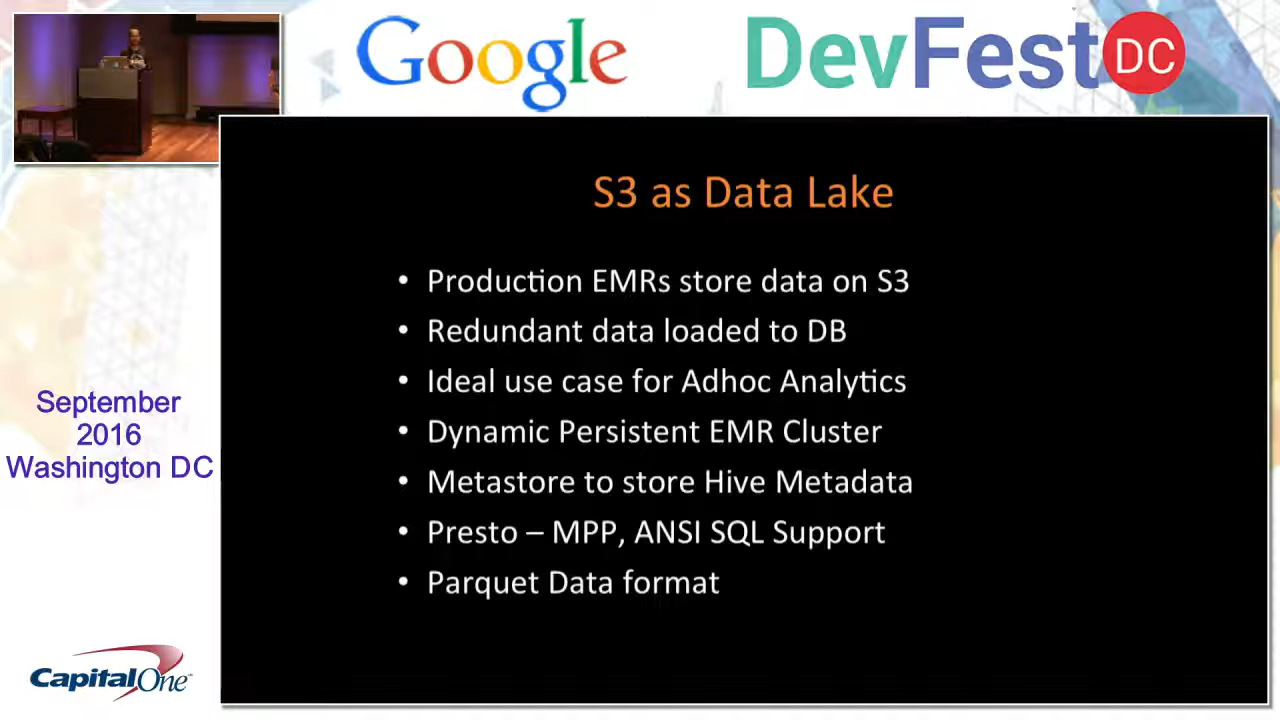 Google
DevFest DC
S3 as Data Lake
• Production EMRs store data on S3
• Redundant data loaded to DB
• Ideal use case for Adhoc Analytics
• Dynamic Persistent EMR Cluster
• Metastore to store Hive Metadata
• Presto – MPP, ANSI SQL Support
• Parquet Data format
September
2016
Washington DC
CapitalOne